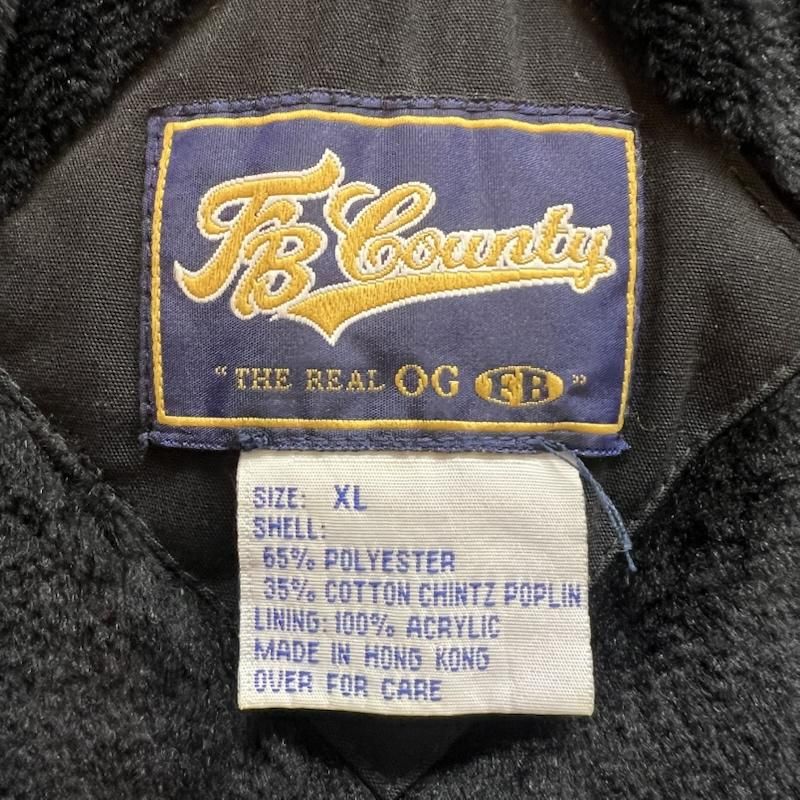 FB County
"THE REAL OG FB"
SIZE: XL
SHELL:
65% POLYESTER
35% COTTON CHINTZ POPLIN
LINING: 100% ACRYLIC
MADE IN HONG KONG
OVER FOR CARE